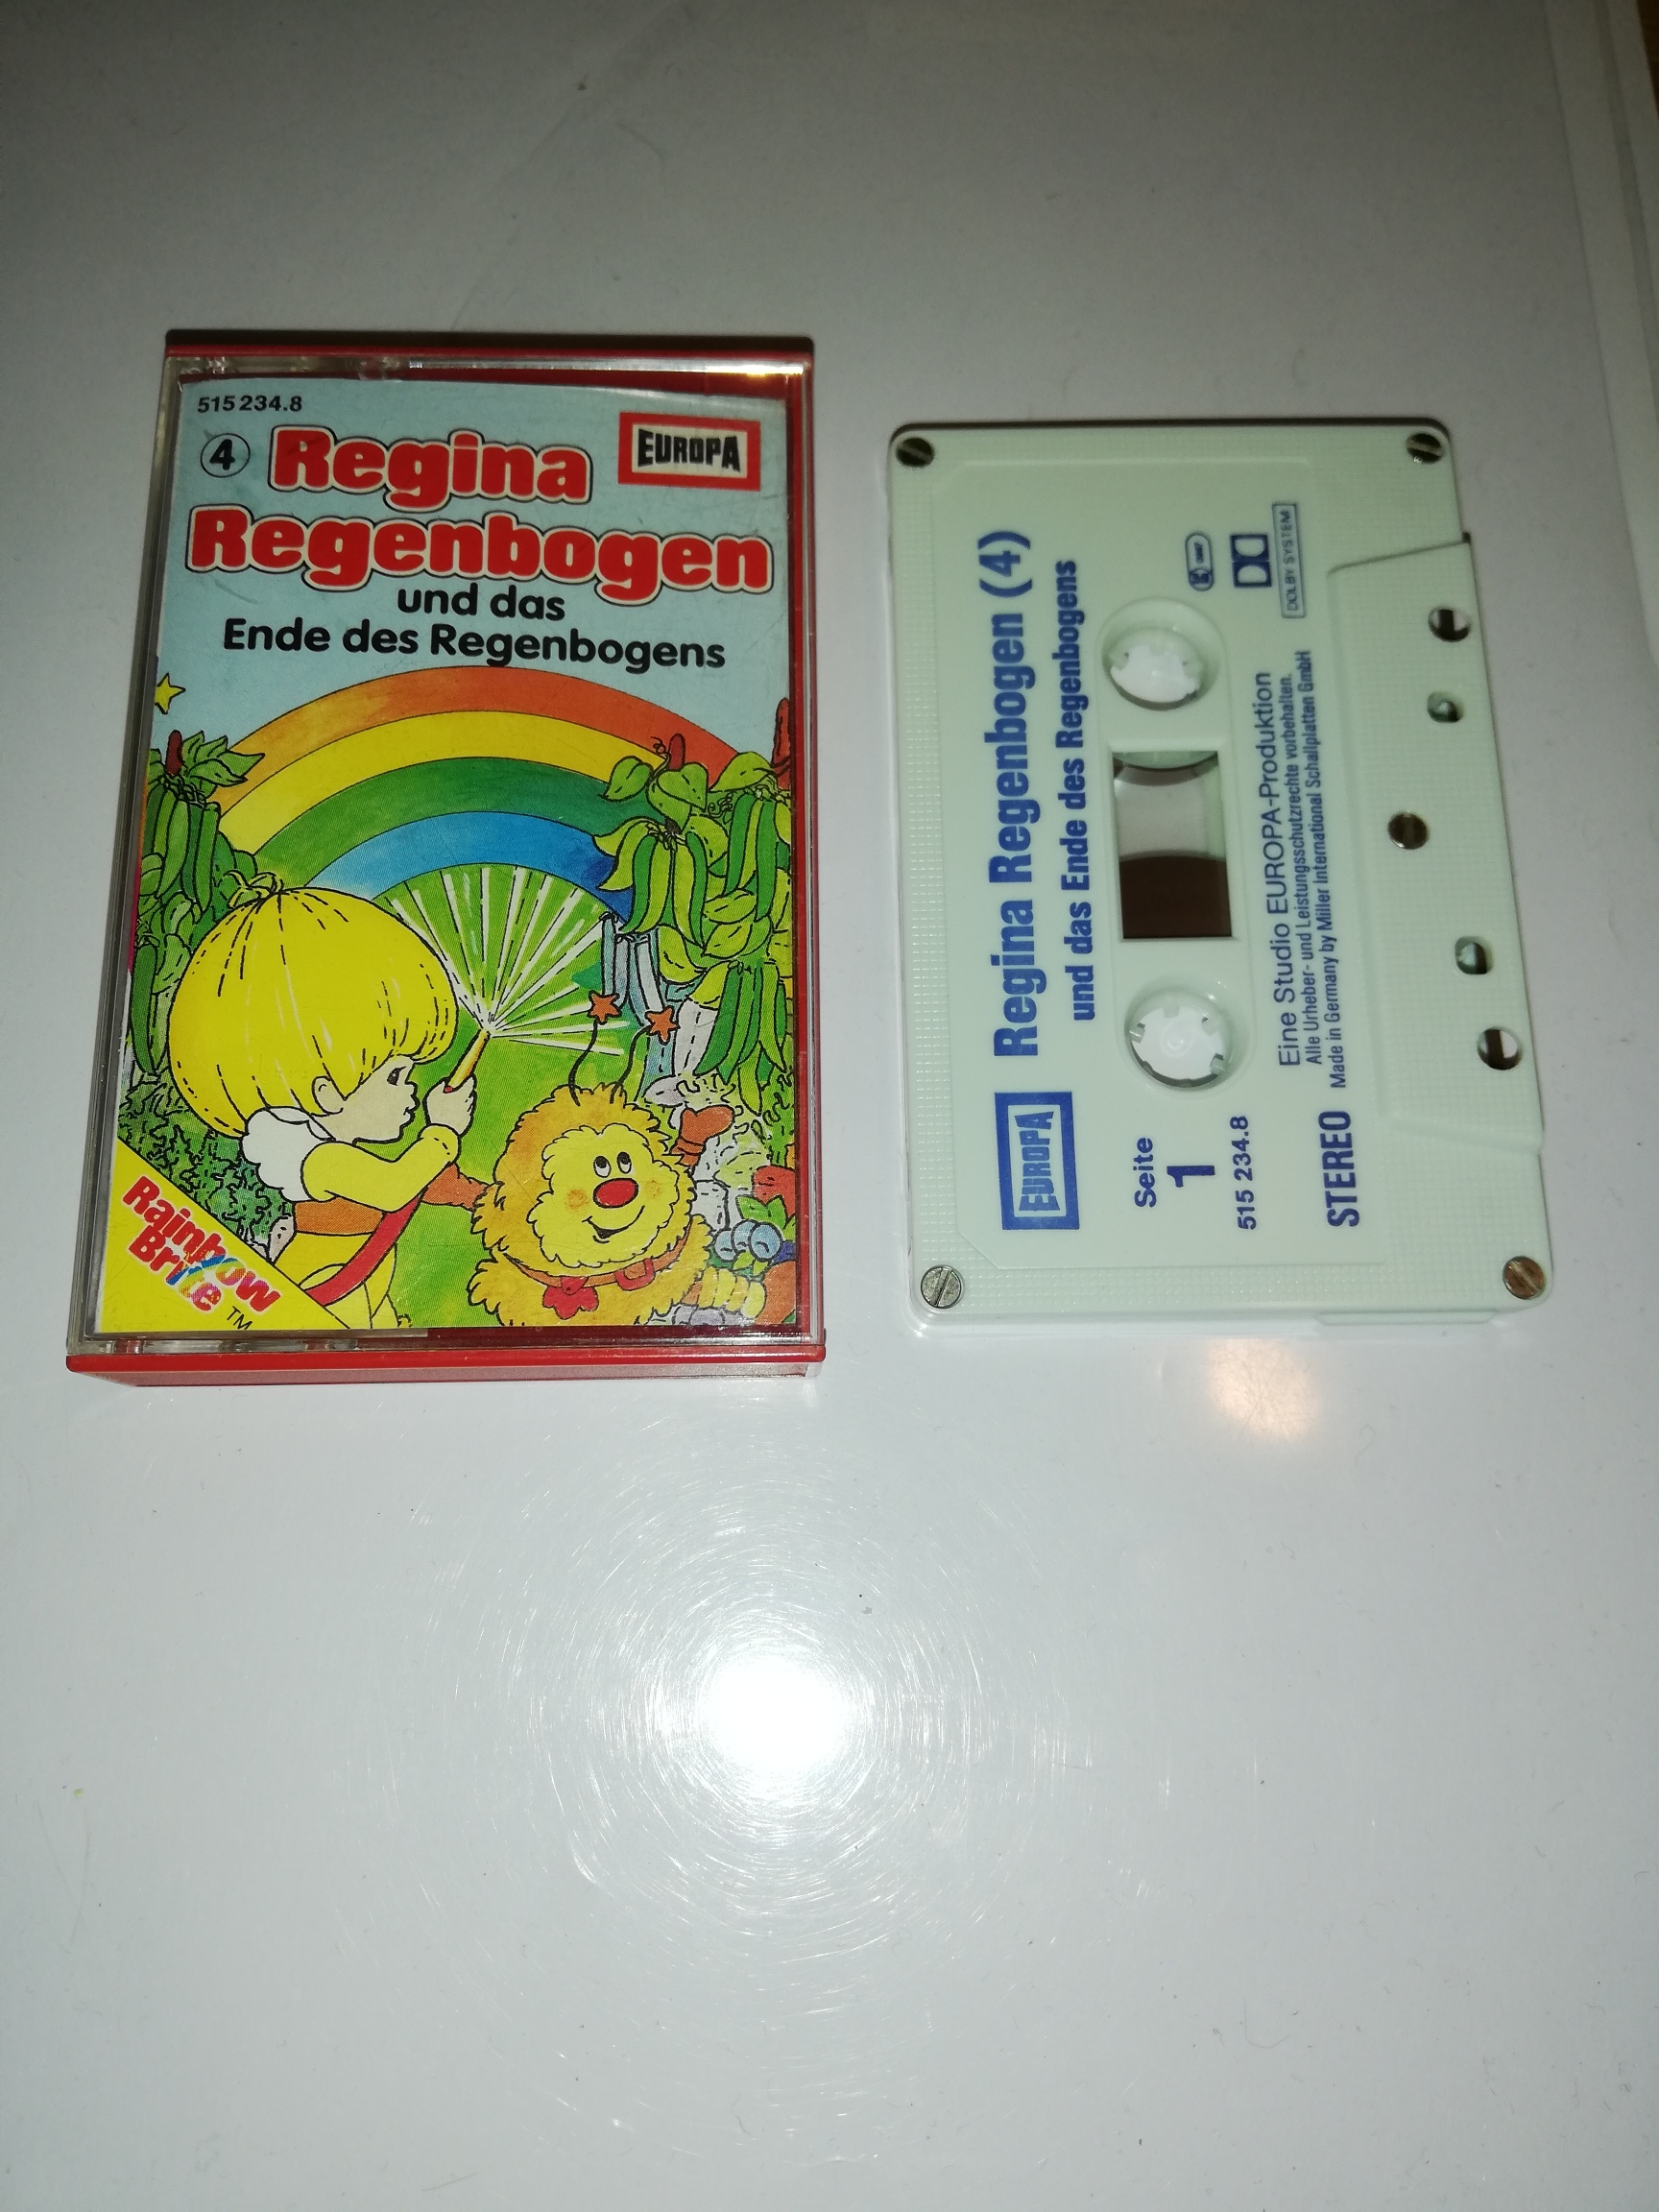 515 234.8
4 Regina
EUROPA
Regenbogen
und das
Ende des Regenbogens
Rainbow
Brite TM
EUROPA
Regina Regenbogen (4)
und das Ende des Regenbogens
Seite
1
515 234.8
STEREO
DOLBY SYSTEM
Eine Studio EUROPA-Produktion
Alle Urheber- und Leistungsschutzrechte vorbehalten.
Made in Germany by Miller International Schallplatten GmbH